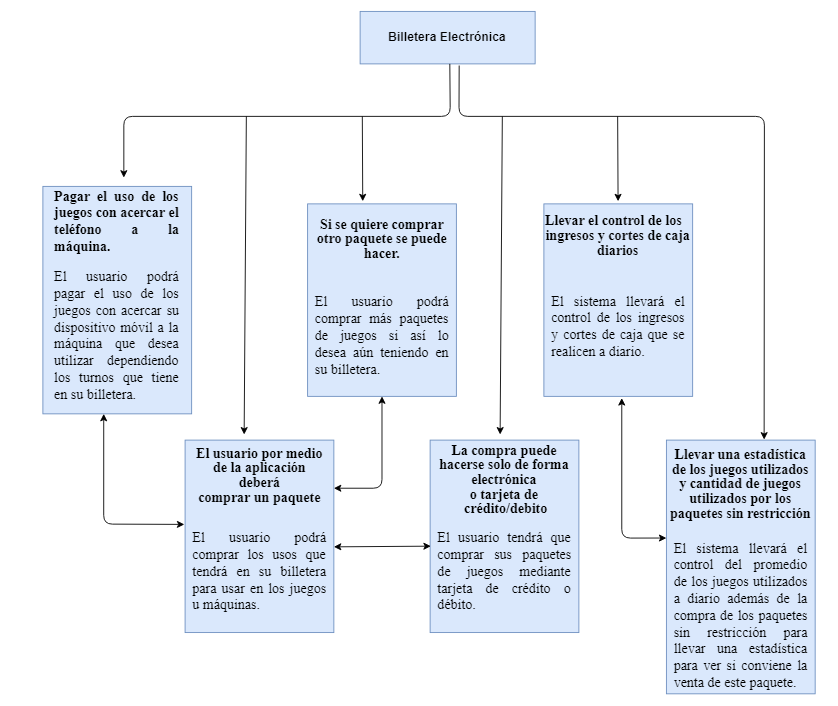 Billetera Electrónica
Pagar el uso de los
juegos con acercar el
teléfono a la
máquina.
El usuario podrá
pagar el uso de los
juegos con acercar su
dispositivo móvil a la
máquina que desea
utilizar dependiendo
los turnos que tiene
en su billetera.
Si se quiere comprar
otro paquete se puede
hacer.
El usuario podrá
comprar más paquetes
de juegos si así lo
desea aún teniendo en
su billetera.
Llevar el control de los
ingresos y cortes de caja
diarios
El sistema llevará el
control de los ingresos
y cortes de caja que se
realicen a diario.
El usuario por medio
de la aplicación
deberá
comprar un paquete
El usuario podrá
comprar los usos que
tendrá en su billetera
para usar en los juegos
u máquinas.
La compra puede
hacerse solo de forma
electrónica
o tarjeta de
crédito/debito
El usuario tendrá que
comprar sus paquetes
de juegos mediante
tarjeta de crédito o
débito.
Llevar una estadística
de los juegos utilizados
y cantidad de juegos
utilizados por los
paquetes sin restricción
El sistema llevará el
control del promedio
de los juegos utilizados
a diario además de la
compra de los paquetes
sin restricción para
llevar una estadística
para ver si conviene la
venta de este paquete.